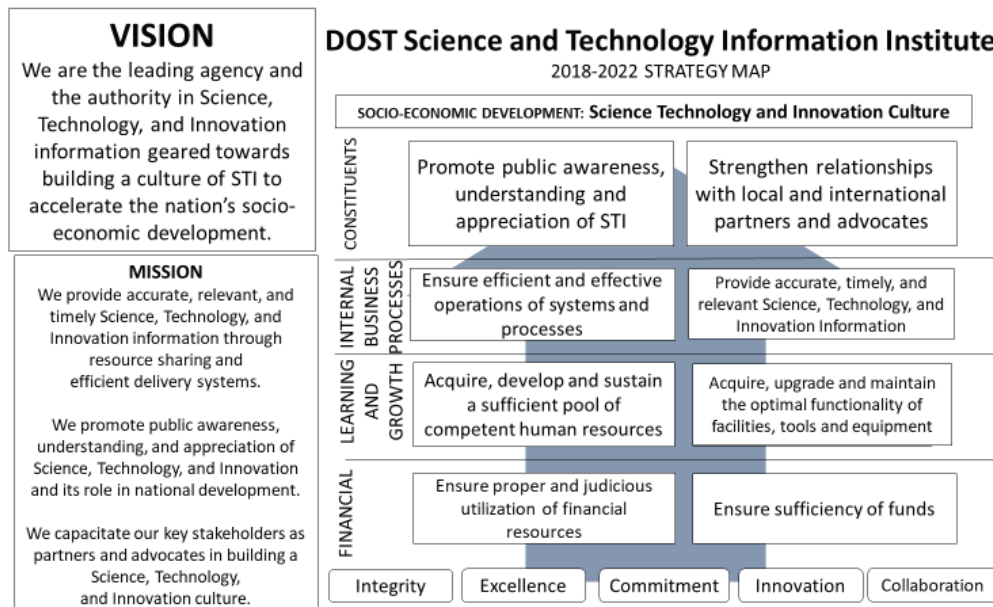 VISION
We are the leading agency and
the authority in Science,
Technology, and Innovation
information geared towards
building a culture of STI to
accelerate the nation's socio-
economic development.
MISSION
We provide accurate, relevant, and
timely Science, Technology, and
Innovation information through
resource sharing and
efficient delivery systems.
We promote public awareness,
understanding, and appreciation of
Science, Technology, and Innovation
and its role in national development.
We capacitate our key stakeholders as
partners and advocates in building a
Science, Technology,
and Innovation culture.
DOST Science and Technology Information Institute
2018-2022 STRATEGY MAP
SOCIO-ECONOMIC DEVELOPMENT: Science Technology and Innovation Culture
CONSTITUENTS
Promote public awareness,
understanding and
appreciation of STI
Strengthen relationships
with local and international
partners and advocates
INTERNAL
BUSINESS
PROCESSES
Ensure efficient and effective
operations of systems and
processes
Provide accurate, timely, and
relevant Science, Technology, and
Innovation Information
LEARNING
AND
GROWTH
Acquire, develop and sustain
a sufficient pool of
competent human resources
Acquire, upgrade and maintain
the optimal functionality of
facilities, tools and equipment
FINANCIAL
Ensure proper and judicious
utilization of financial
resources
Ensure sufficiency of funds
Integrity
Excellence
Commitment
Innovation
Collaboration